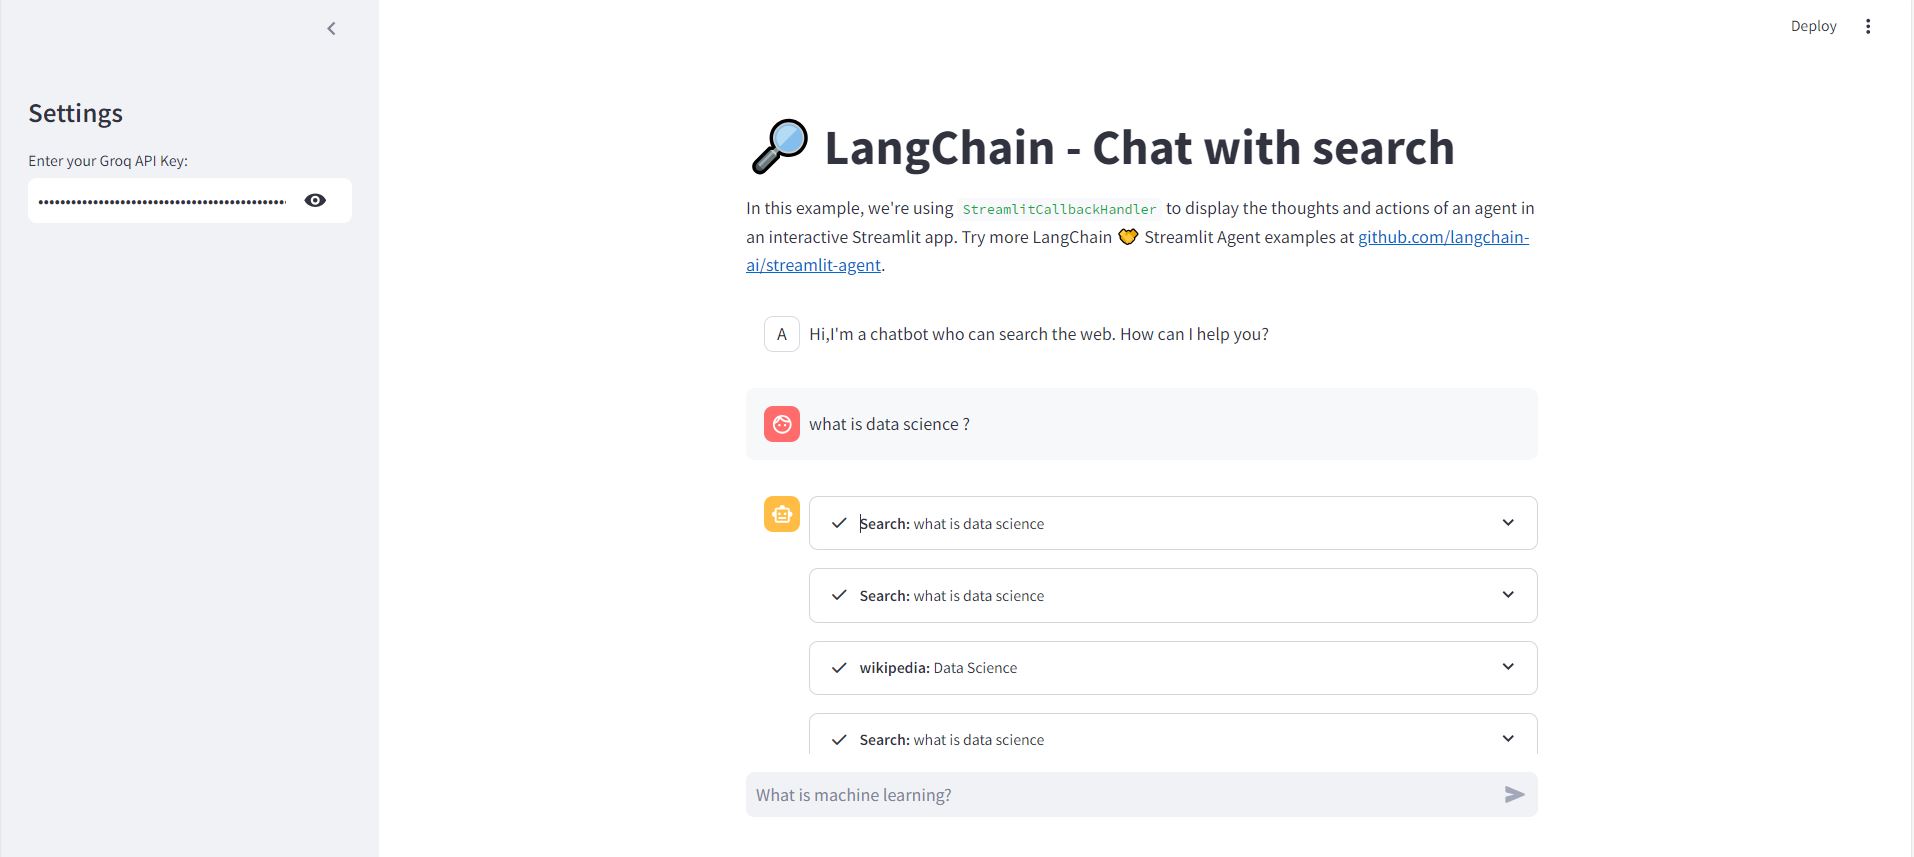 Deploy
Settings
Enter your Groq API Key:
LangChain - Chat with search
In this example, we're using StreamlitCallbackHandler to display the thoughts and actions of an agent in
an interactive Streamlit app. Try more LangChain 🤝 Streamlit Agent examples at github.com/langchain-
ai/streamlit-agent.
A Hi,I'm a chatbot who can search the web. How can I help you?
what is data science ?
Search: what is data science
Search: what is data science
wikipedia: Data Science
Search: what is data science
What is machine learning?